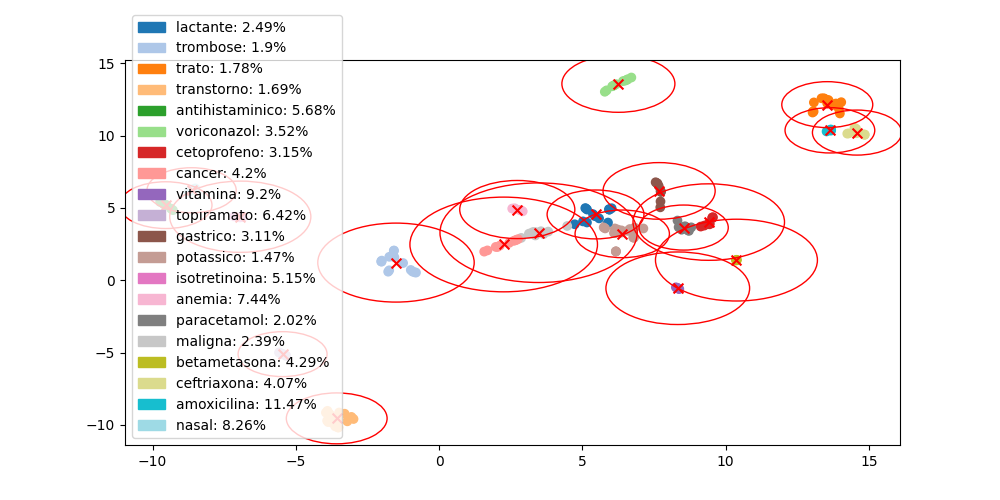 lactante: 2.49%
trombose: 1.9%
trato: 1.78%
transtorno: 1.69%
antihistaminico: 5.68%
voriconazol: 3.52%
cetoprofeno: 3.15%
cancer: 4.2%
vitamina: 9.2%
topiramato: 6.42%
gastrico: 3.11%
potassico: 1.47%
isotretinoina: 5.15%
anemia: 7.44%
paracetamol: 2.02%
maligna: 2.39%
betametasona: 4.29%
ceftriaxona: 4.07%
amoxicilina: 11.47%
nasal: 8.26%
15
10
5
0
−5
−10
−10 −5 0 5 10 15